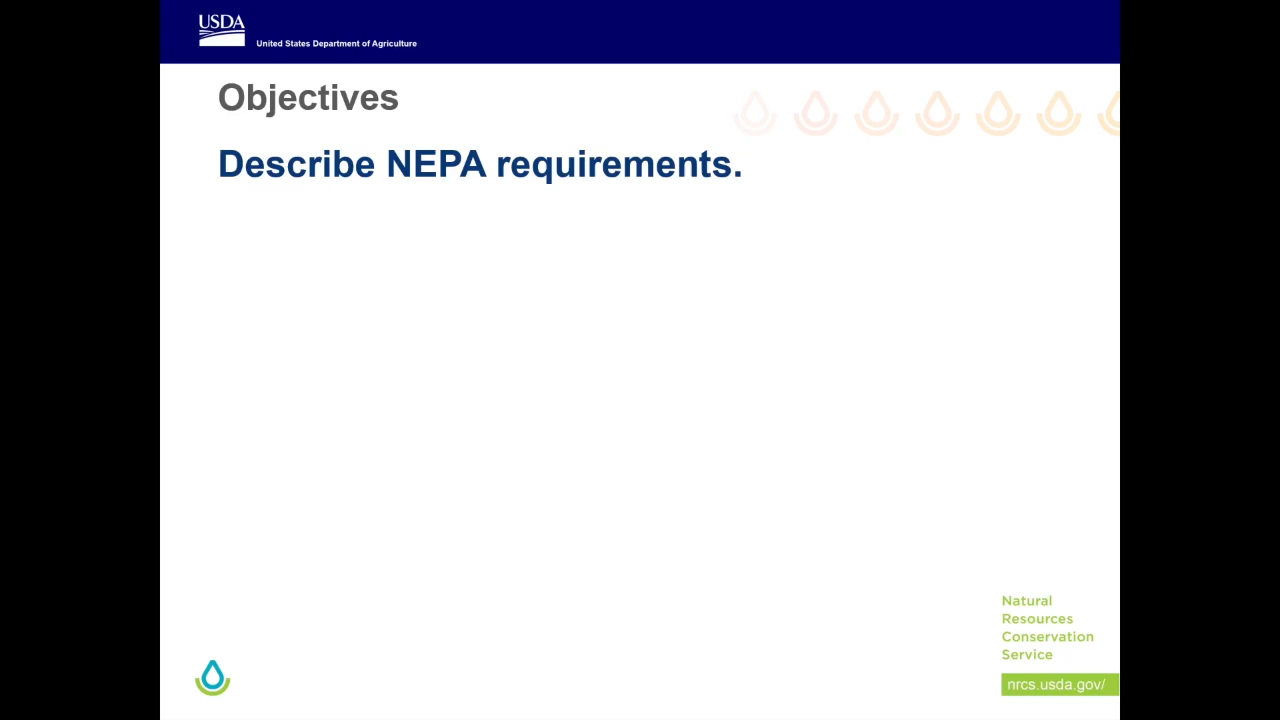 USDA
United States Department of Agriculture
Objectives
Describe NEPA requirements.
Natural
Resources
Conservation
Service
nrcs.usda.gov/